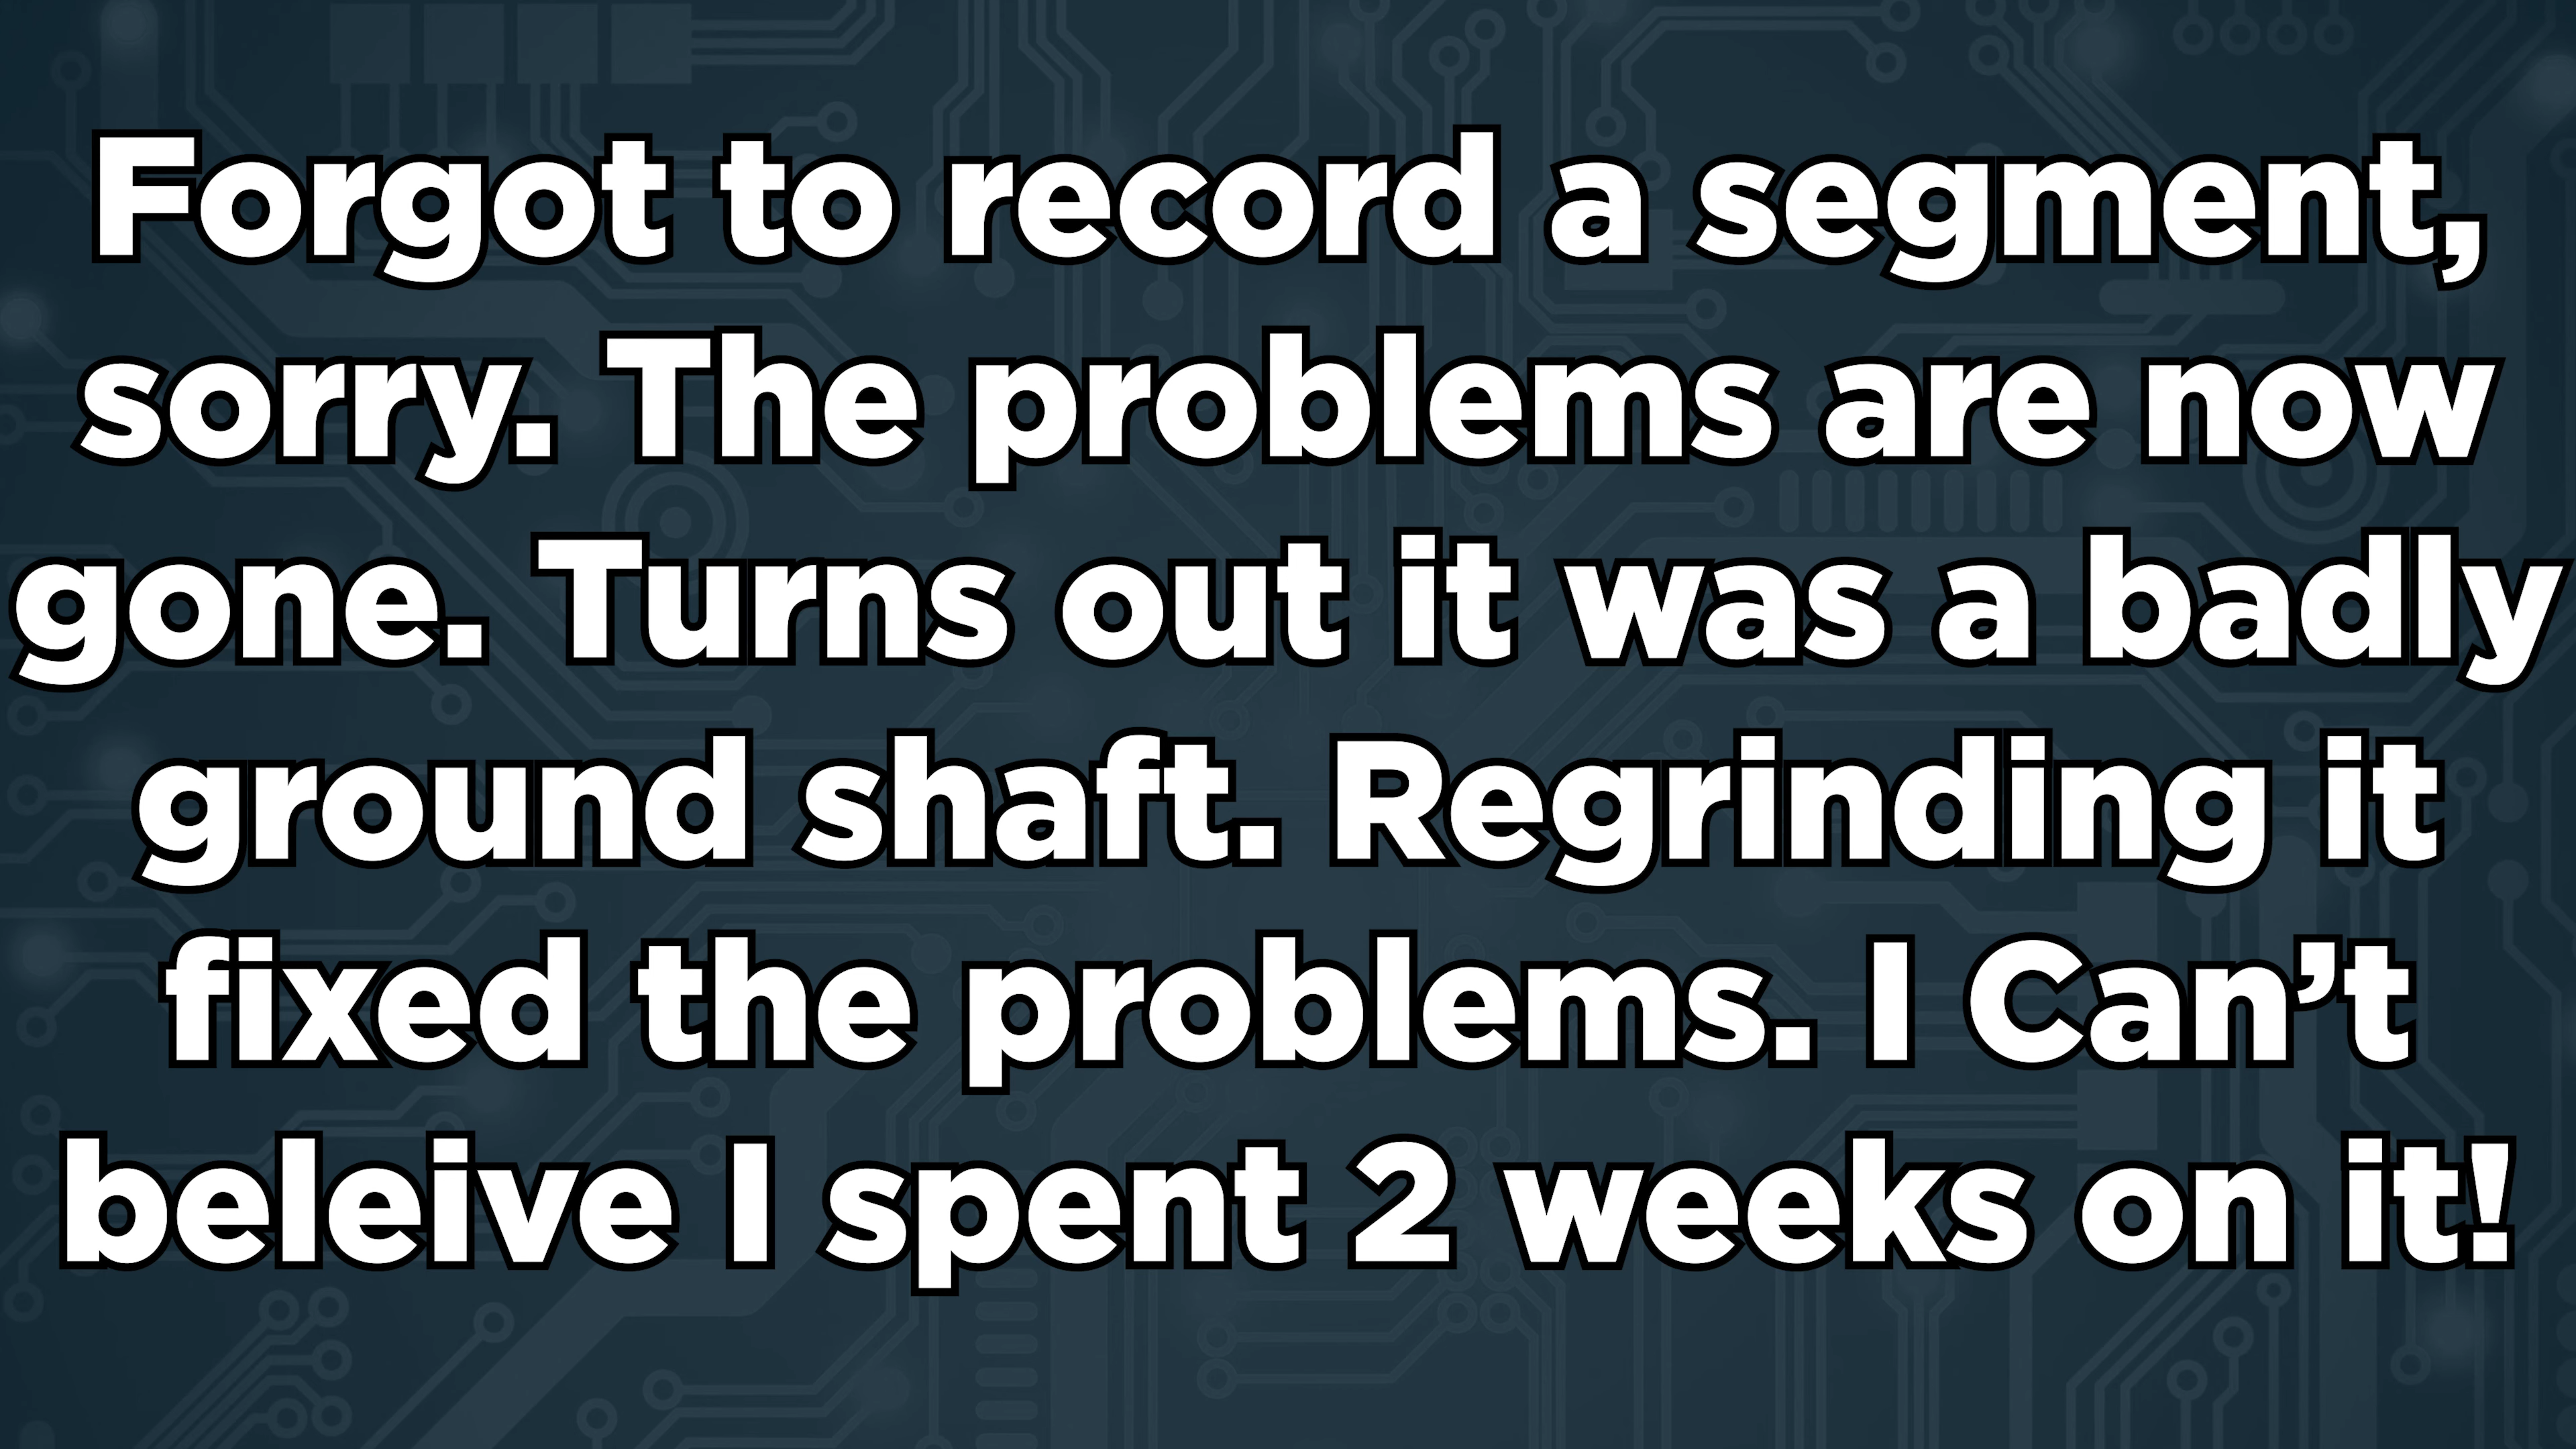 Forgot to record a segment,
sorry. The problems are now
gone. Turns out it was a badly
ground shaft. Regrinding it
fixed the problems. I Can’t
beleive I spent 2 weeks on it!